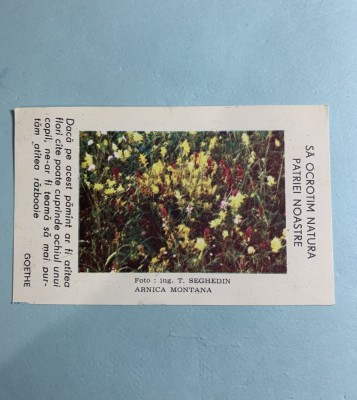 SĂ OCROTIM NATURA
PATRIEI NOASTRE
Foto : ing. T. SEGHEDIN
ARNICA MONTANA
Dacă pe acest pămînt ar fi atîtea
flori cîte poate cuprinde ochiul unui
copil, ne-ar fi teamă să mai pur-
tăm atîtea războaie
GOETHE